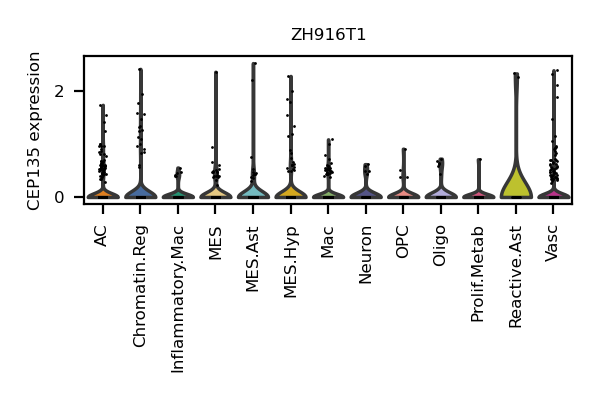 ZH916T1
CEP135 expression
2
0
AC
Chromatin.Reg
Inflammatory.Mac
MES
MES.Ast
MES.Hyp
Mac
Neuron
OPC
Oligo
Prolif.Metab
Reactive.Ast
Vasc